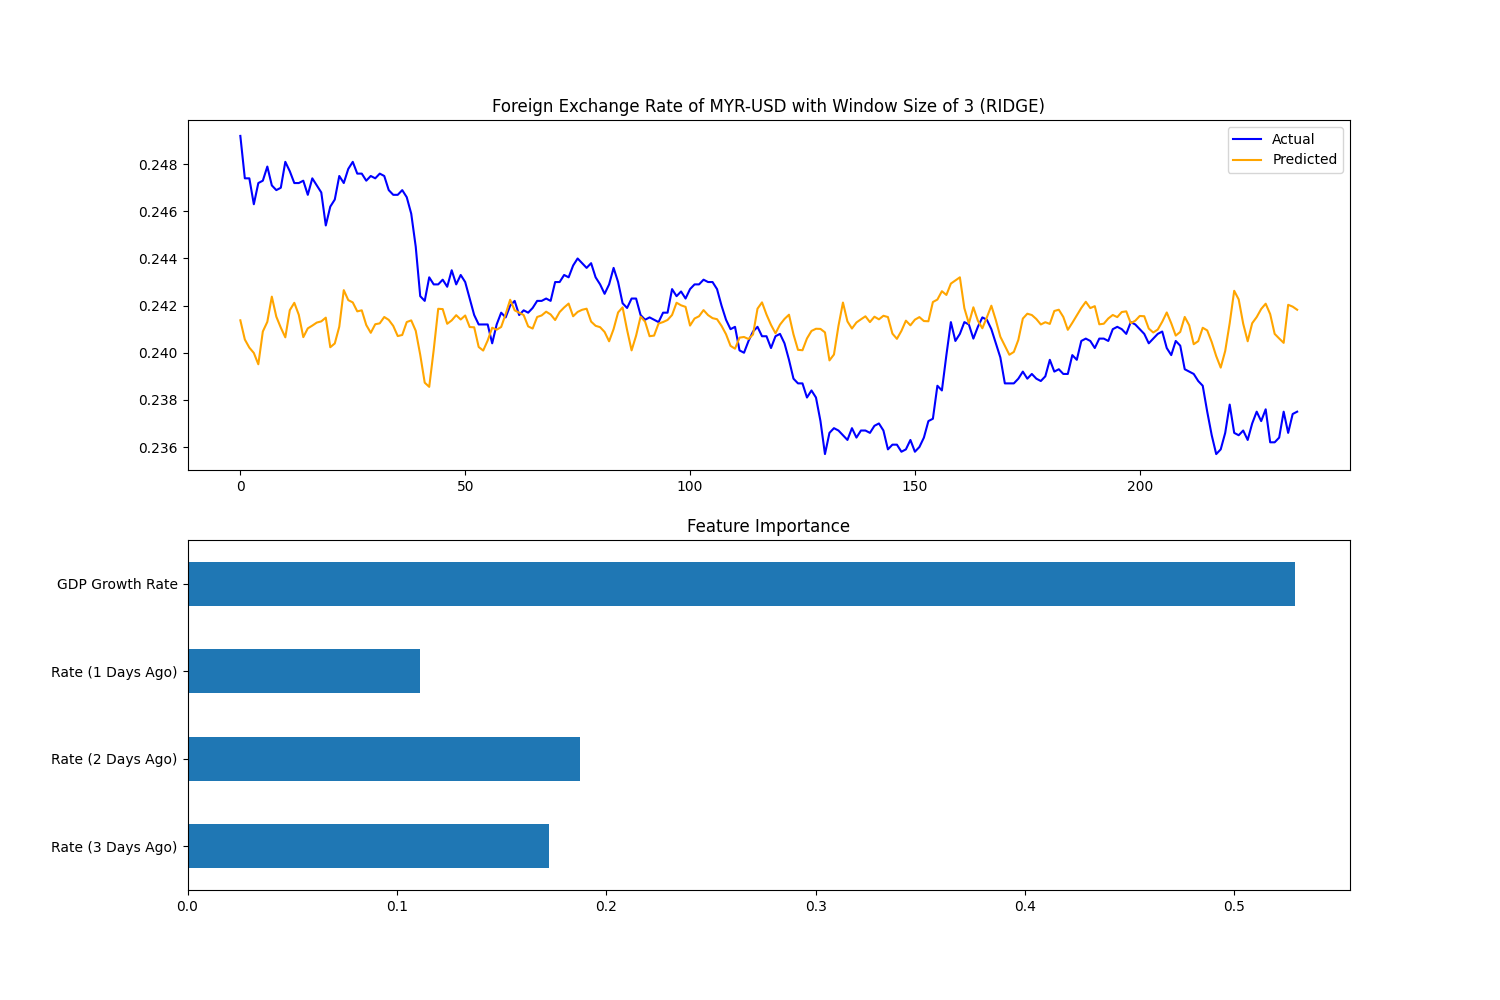 Foreign Exchange Rate of MYR-USD with Window Size of 3 (RIDGE)
Actual
Predicted
0.248
0.246
0.244
0.242
0.240
0.238
0.236
0
50
100
150
200
Feature Importance
GDP Growth Rate
Rate (1 Days Ago)
Rate (2 Days Ago)
Rate (3 Days Ago)
0.0
0.1
0.2
0.3
0.4
0.5